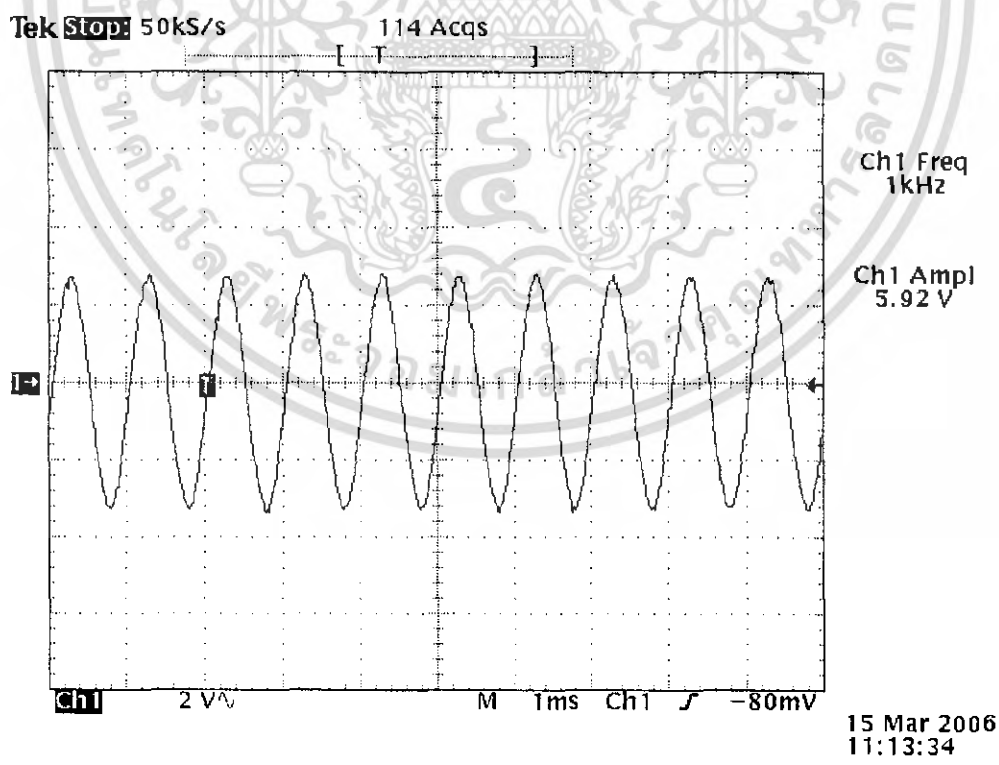 Tek Stop: 50kS/s 114 Acqs
[ T ]
Ch1 Freq
1kHz
Ch1 Ampl
5.92 V
1→
T
Ch1 2 V∿ M 1ms Ch1 ʃ −80mV
15 Mar 2006
11:13:34